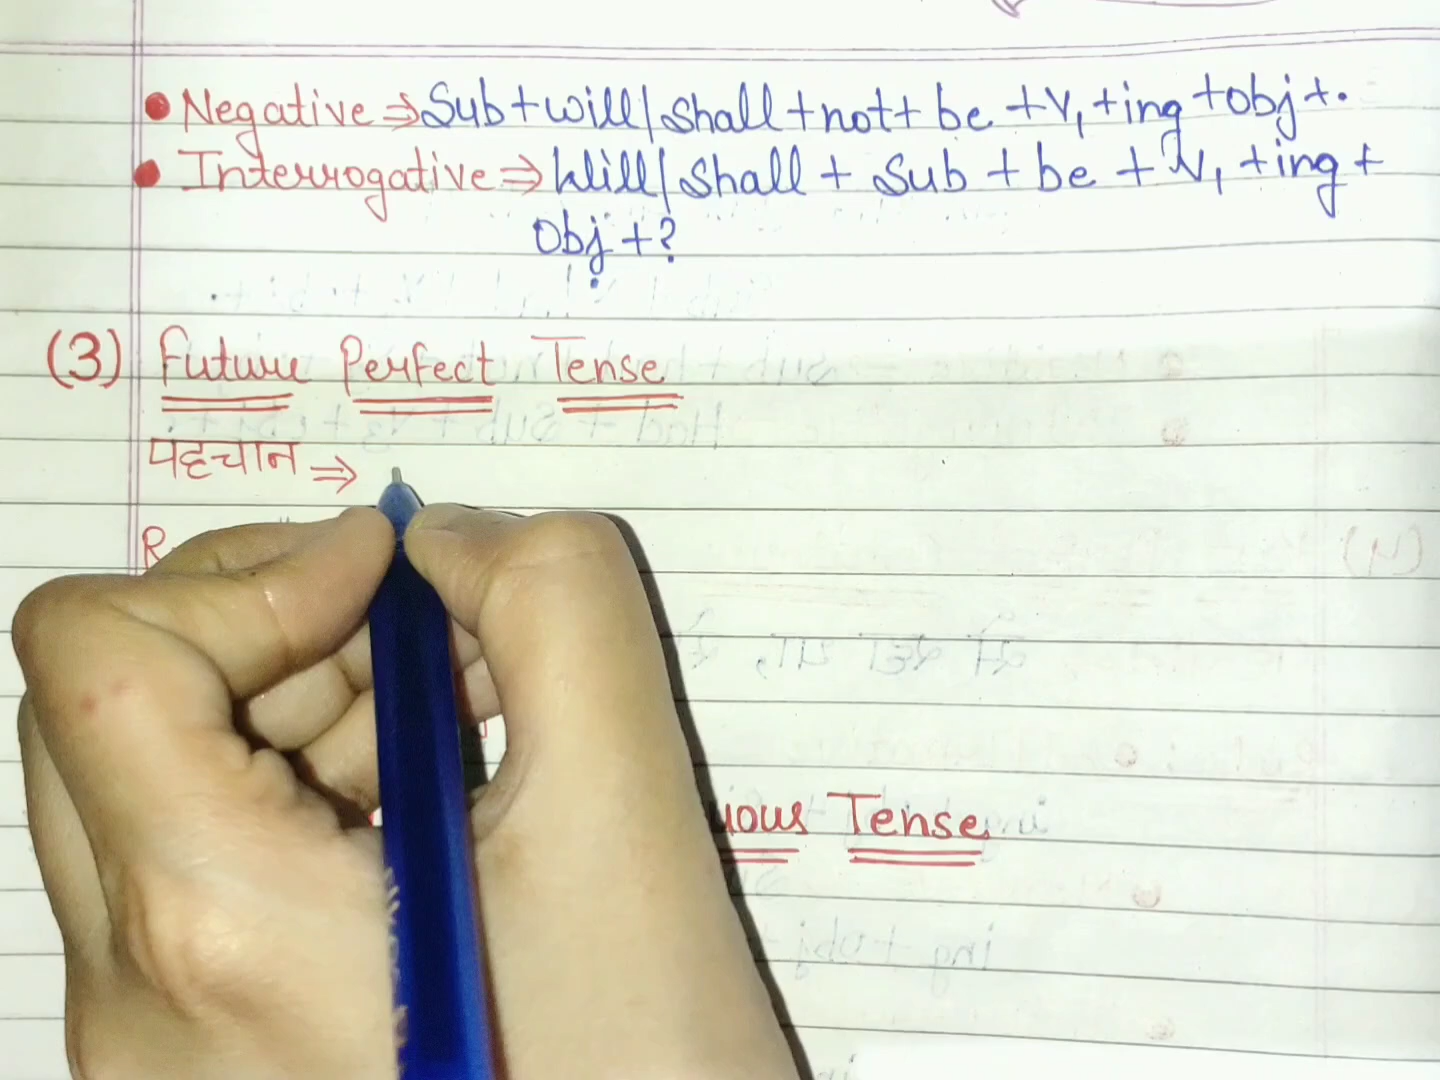 • Negative ⇒ Sub + will/shall + not + be + V₁ + ing + obj + .
• Interrogative ⇒ Will/shall + Sub + be + V₁ + ing +
Obj + ?
(3) Future Perfect Tense
पहचान ⇒
Tense